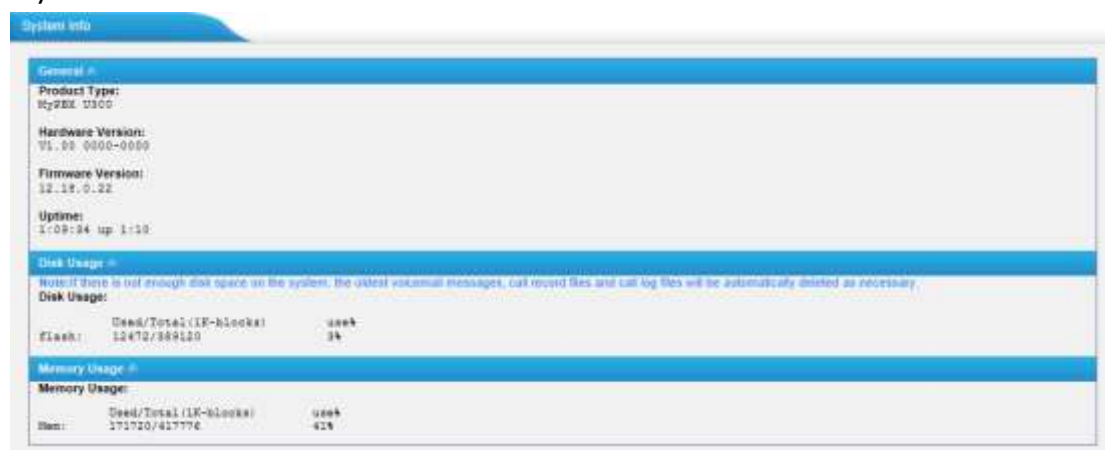 System Info
General
Product Type:
MyPBX U300
Hardware Version:
V1.00 0000-0000
Firmware Version:
12.18.0.22
Uptime:
1:09:34 up 1:10
Disk Usage
Note:If there is not enough disk space on the system, the oldest voicemail messages, call record files and call log files will be automatically deleted as necessary.
Disk Usage:
Used/Total(1K-blocks) use%
flash: 12472/389120 3%
Memory Usage
Memory Usage:
Used/Total(1K-blocks) use%
Mem: 171720/417776 41%